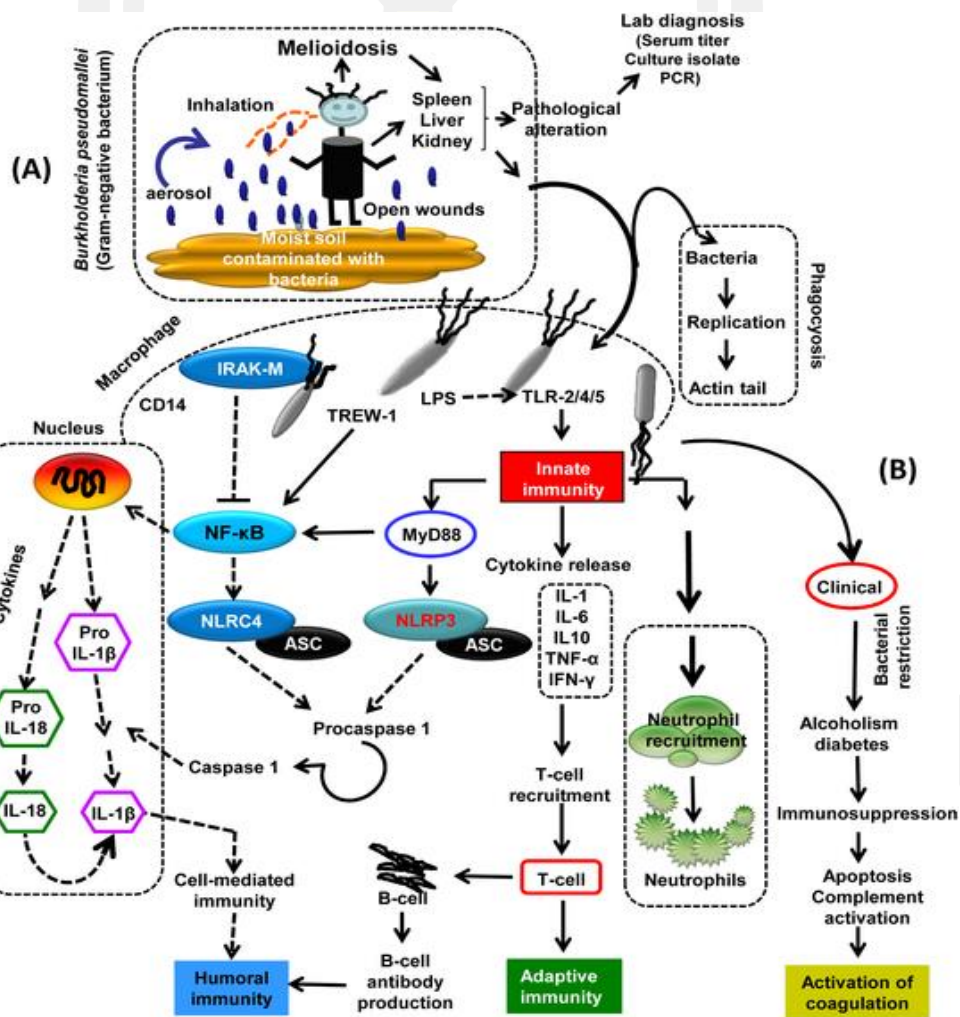 Lab diagnosis
(Serum titer
Culture isolate
PCR)
Melioidosis
Burkholderia pseudomallei
(Gram-negative bacterium)
Inhalation
Spleen
Liver
Kidney
Pathological
alteration
(A)
aerosol
Open wounds
Moist soil
contaminated with
bacteria
Bacteria
Replication
Actin tail
Phagocyosis
Macrophage
IRAK-M
CD14
TREW-1
LPS
TLR-2/4/5
Nucleus
Innate
immunity
(B)
NF-κB
MyD88
Cytokine release
Clinical
Cytokines
IL-1
IL-6
IL10
TNF-α
IFN-γ
NLRC4
ASC
NLRP3
ASC
Pro
IL-1β
Bacterial
restriction
Pro
IL-18
Procaspase 1
Neutrophil
recruitment
Alcoholism
diabetes
Caspase 1
T-cell
recruitment
IL-18
IL-1β
Immunosuppression
Cell-mediated
immunity
B-cell
T-cell
Neutrophils
Apoptosis
Complement
activation
B-cell
antibody
production
Humoral
immunity
Adaptive
immunity
Activation of
coagulation